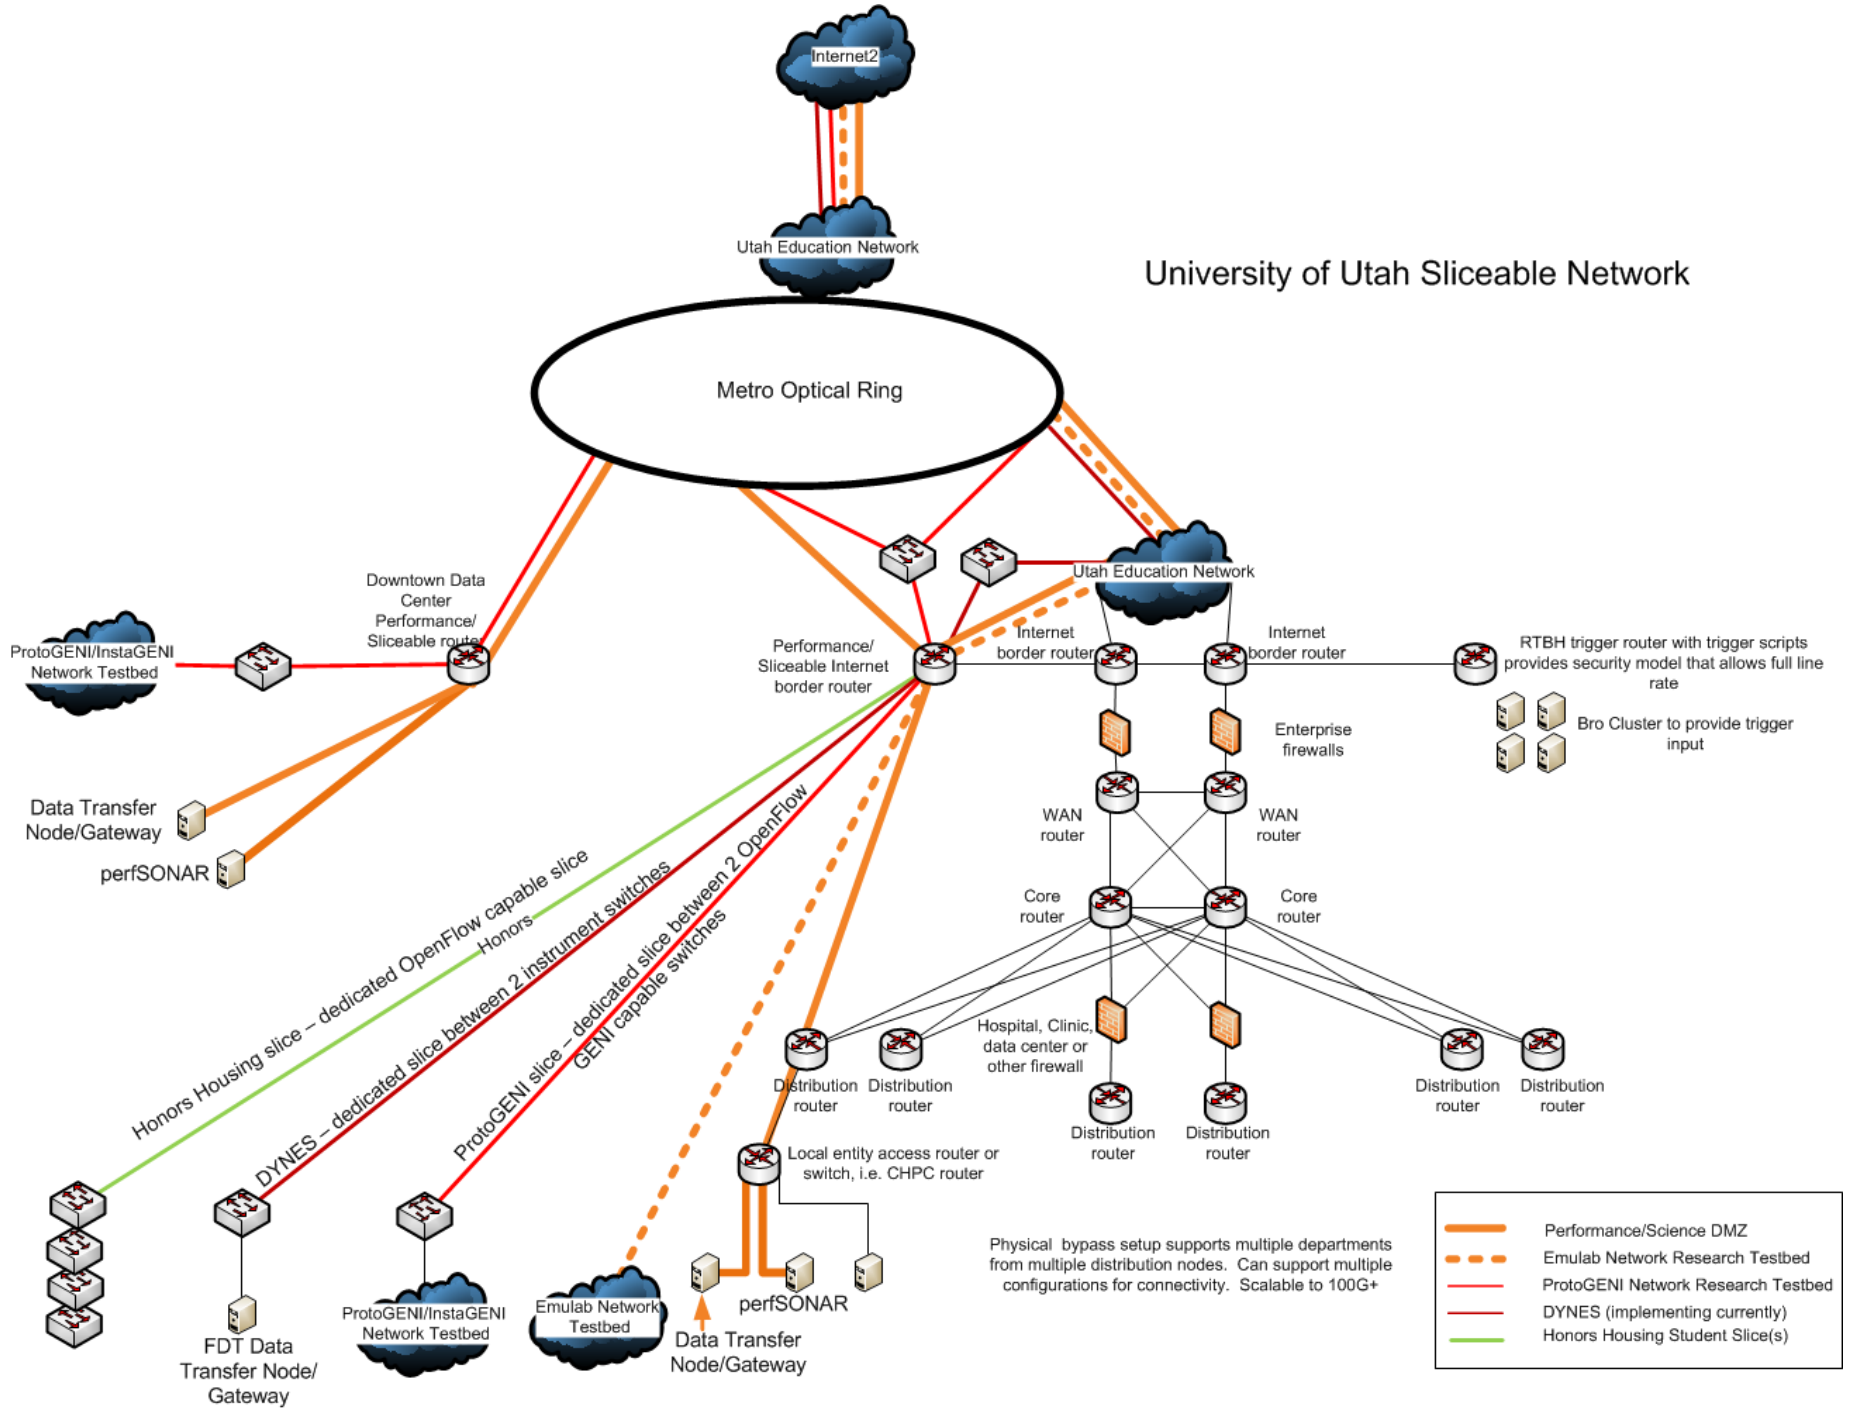 Internet2
Utah Education Network
University of Utah Sliceable Network
Metro Optical Ring
Downtown Data
Center
Performance/
Sliceable router
ProtoGENI/InstaGENI
Network Testbed
Utah Education Network
Performance/
Sliceable Internet
border router
Internet
border router
Internet
border router
RTBH trigger router with trigger scripts
provides security model that allows full line
rate
Bro Cluster to provide trigger
input
Enterprise
firewalls
Data Transfer
Node/Gateway
perfSONAR
WAN
router
WAN
router
Core
router
Core
router
Honors Housing slice – dedicated OpenFlow capable slice
Honors
DYNES – dedicated slice between 2 instrument switches
ProtoGENI slice – dedicated slice between 2 OpenFlow
GENI capable switches
Hospital, Clinic,
data center or
other firewall
Distribution
router
Distribution
router
Distribution
router
Distribution
router
Distribution
router
Distribution
router
Local entity access router or
switch, i.e. CHPC router
Physical bypass setup supports multiple departments
from multiple distribution nodes. Can support multiple
configurations for connectivity. Scalable to 100G+
FDT Data
Transfer Node/
Gateway
ProtoGENI/InstaGENI
Network Testbed
Emulab Network
Testbed
perfSONAR
Data Transfer
Node/Gateway
Performance/Science DMZ
Emulab Network Research Testbed
ProtoGENI Network Research Testbed
DYNES (implementing currently)
Honors Housing Student Slice(s)